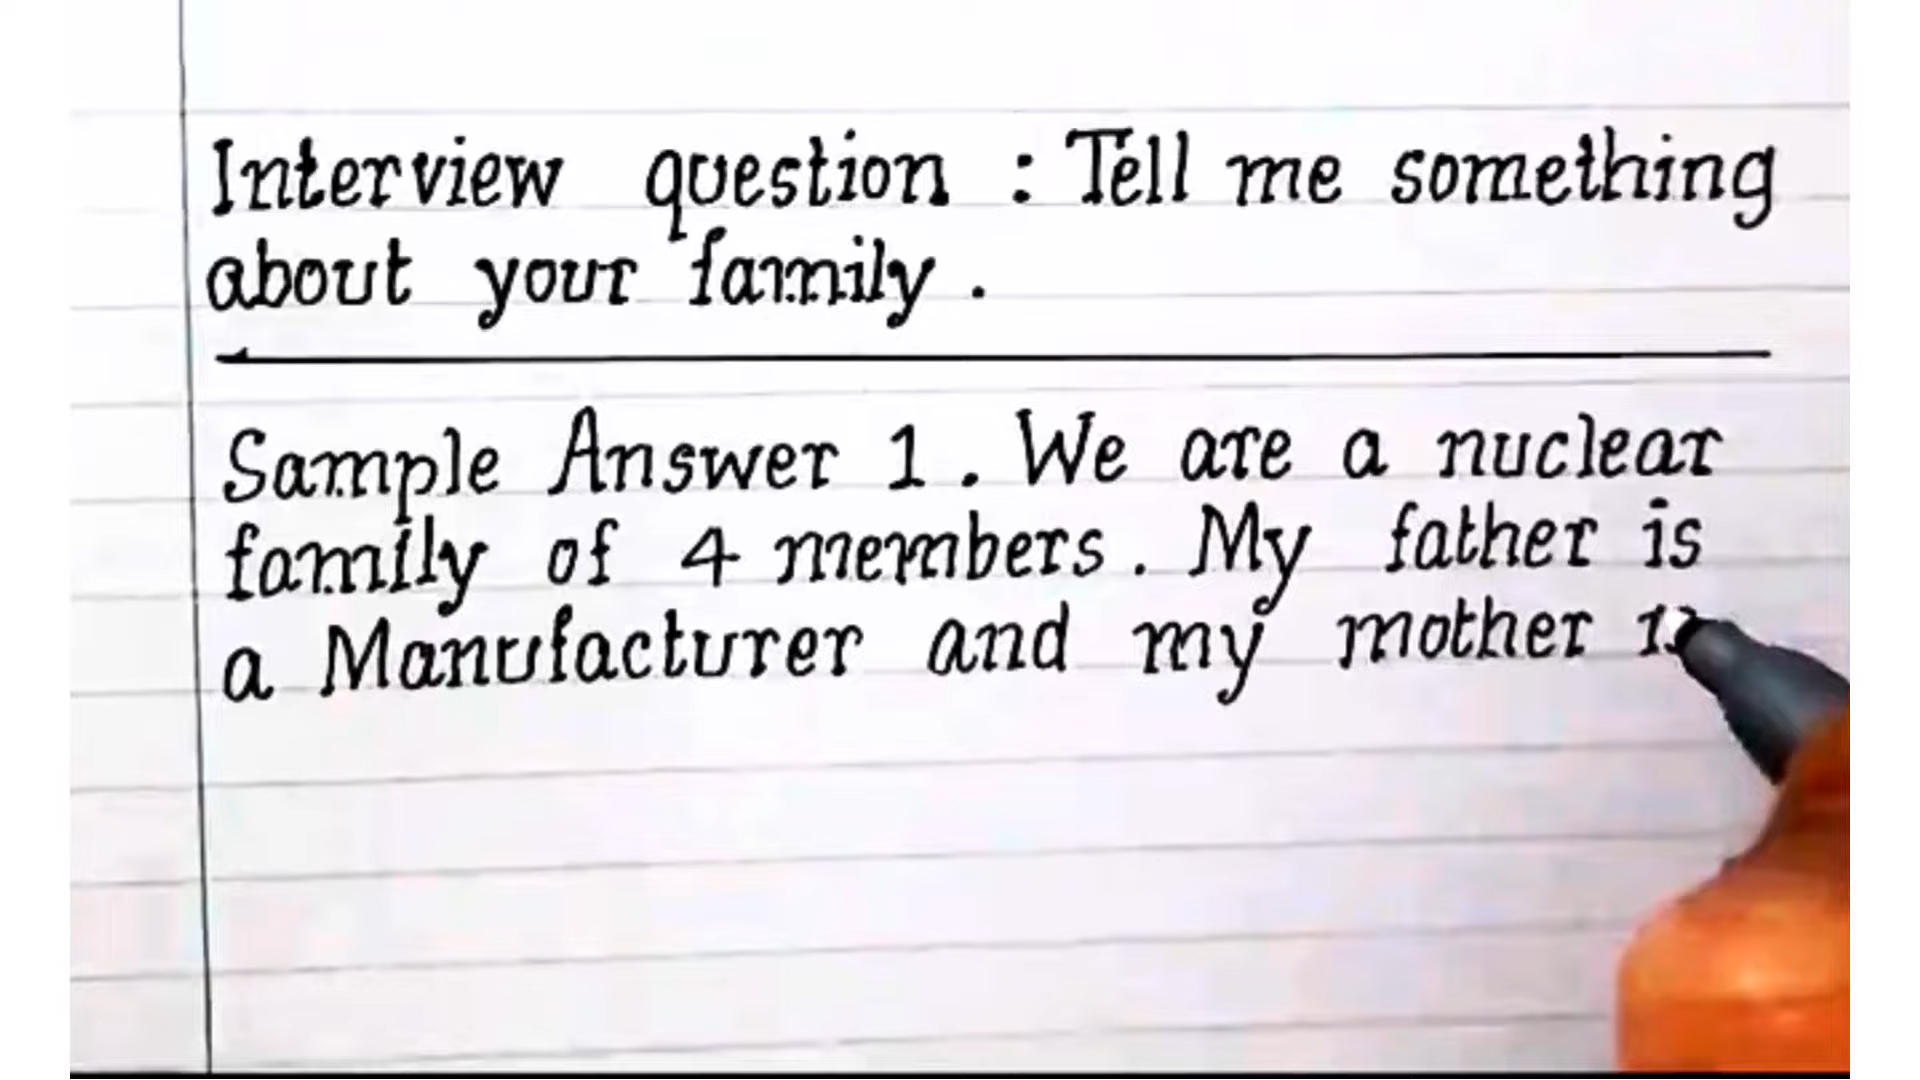 Interview question : Tell me something
about your family .
Sample Answer 1 . We are a nuclear
family of 4 members . My father is
a Manufacturer and my mother is